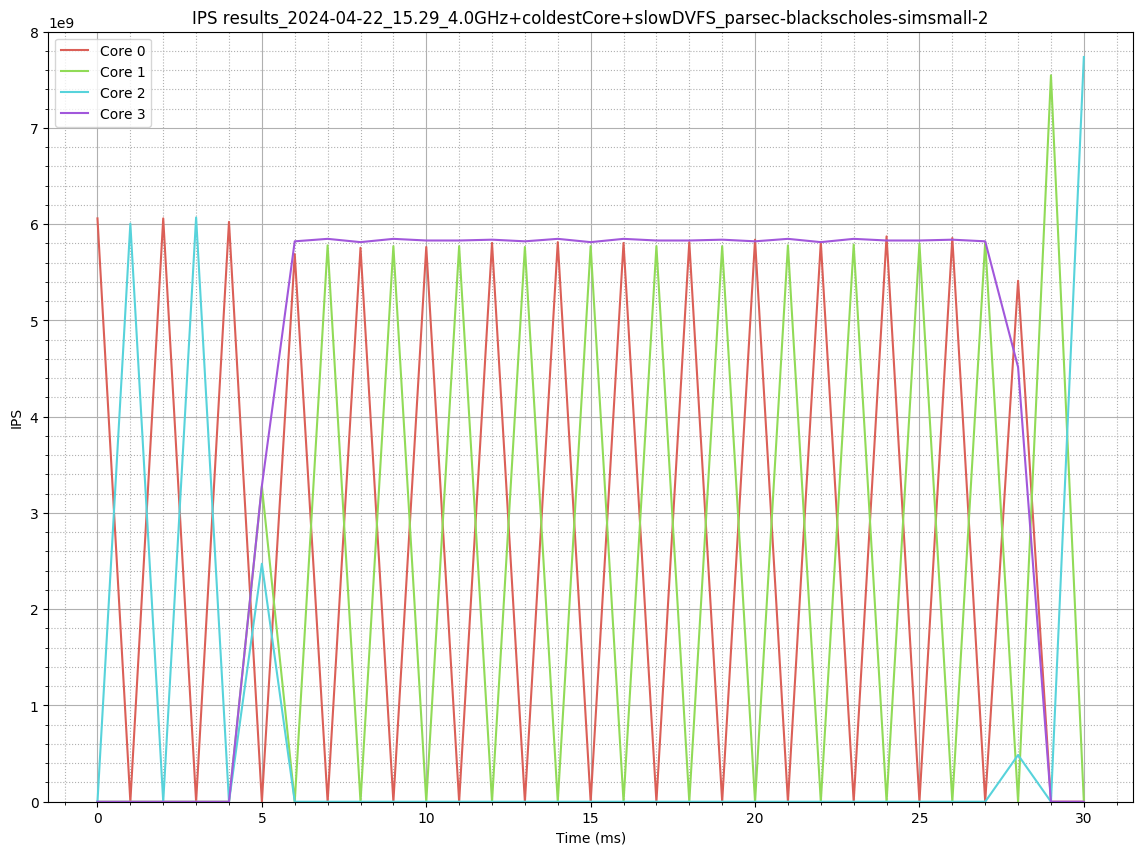 IPS results_2024-04-22_15.29_4.0GHz+coldestCore+slowDVFS_parsec-blackscholes-simsmall-2
1e9
8
7
6
5
4
3
2
1
0
IPS
Core 0
Core 1
Core 2
Core 3
0 5 10 15 20 25 30
Time (ms)